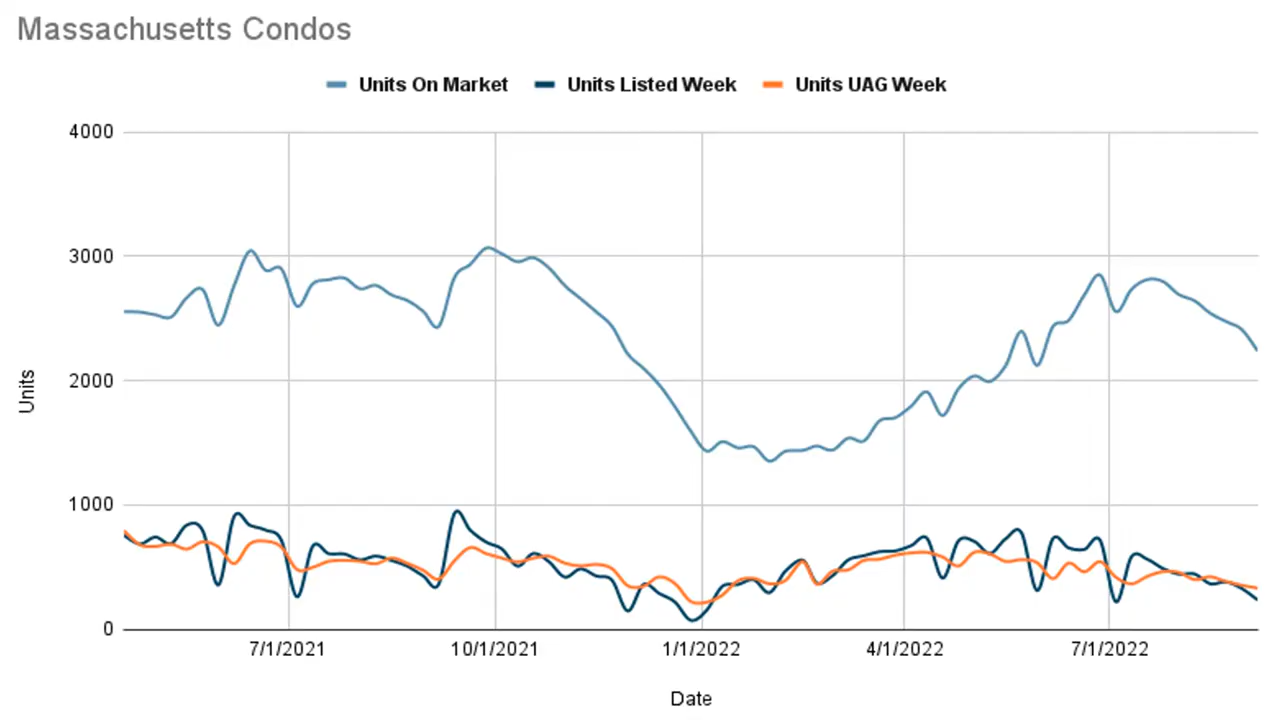 Massachusetts Condos
Units On Market Units Listed Week Units UAG Week
4000
3000
2000
1000
0
Units
7/1/2021 10/1/2021 1/1/2022 4/1/2022 7/1/2022
Date